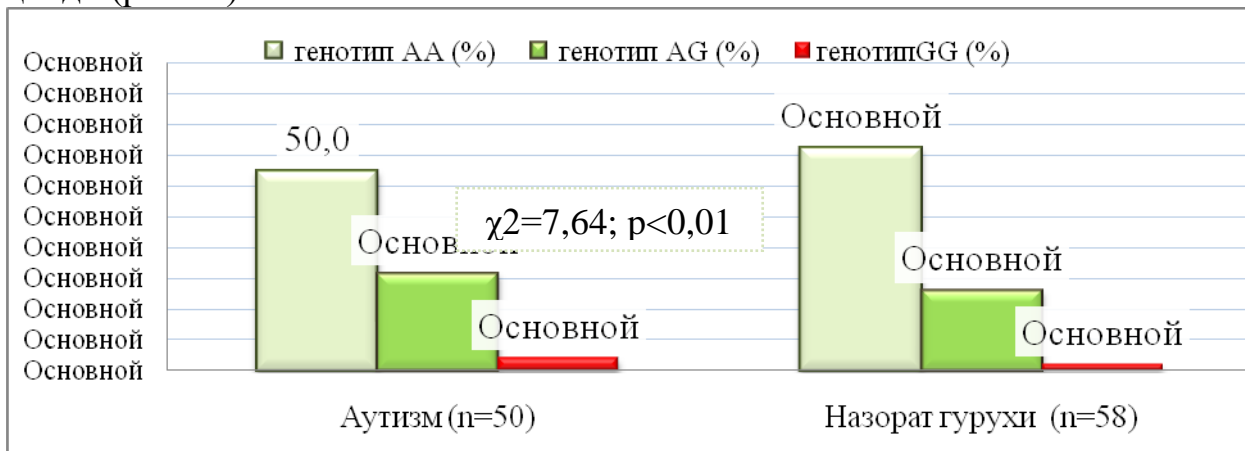 генотип АА (%) генотип AG (%) генотипGG (%)
Основной
Основной
Основной
Основной
Основной
Основной
Основной
Основной
Основной
Основной
Основной
50,0
Основной
Основной
χ2=7,64; p<0,01
Основной
Основной
Основной
Аутизм (n=50) Назорат гурухи (n=58)